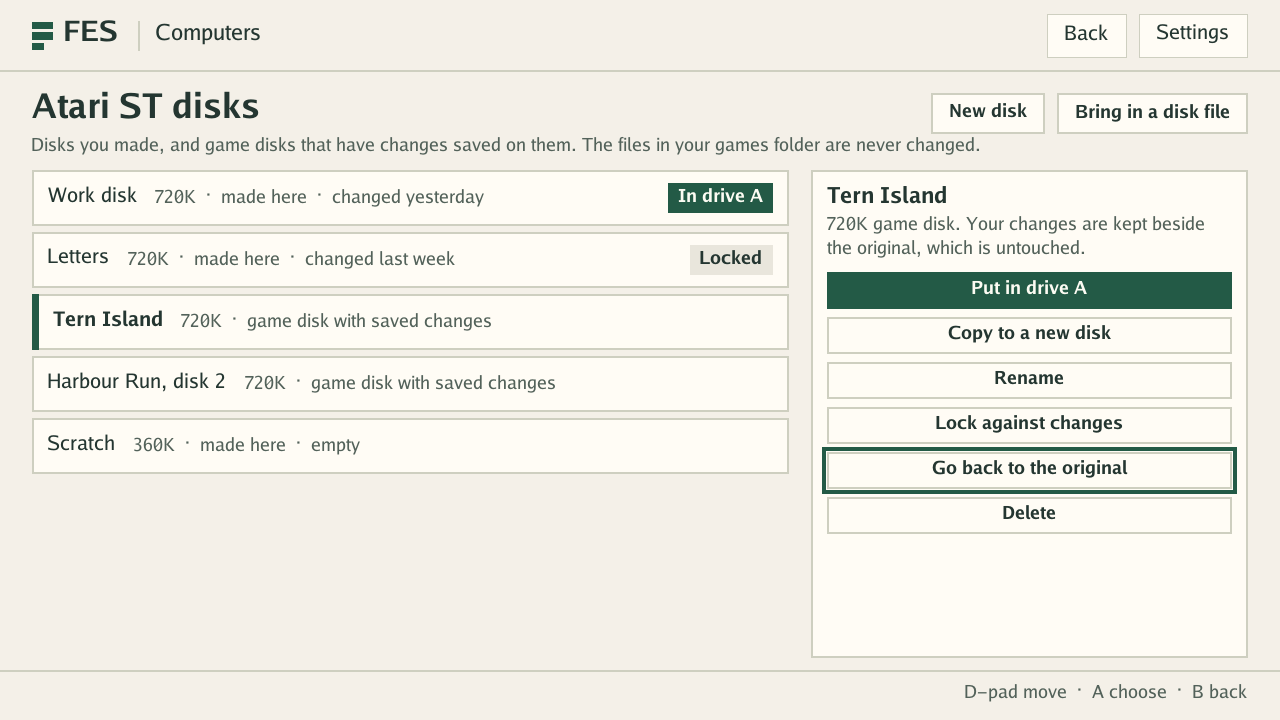 FES
Computers
Back
Settings
Atari ST disks
New disk
Bring in a disk file
Disks you made, and game disks that have changes saved on them. The files in your games folder are never changed.
Work disk 720K · made here · changed yesterday In drive A
Letters 720K · made here · changed last week Locked
Tern Island 720K · game disk with saved changes
Harbour Run, disk 2 720K · game disk with saved changes
Scratch 360K · made here · empty
Tern Island
720K game disk. Your changes are kept beside
the original, which is untouched.
Put in drive A
Copy to a new disk
Rename
Lock against changes
Go back to the original
Delete
D–pad move · A choose · B back